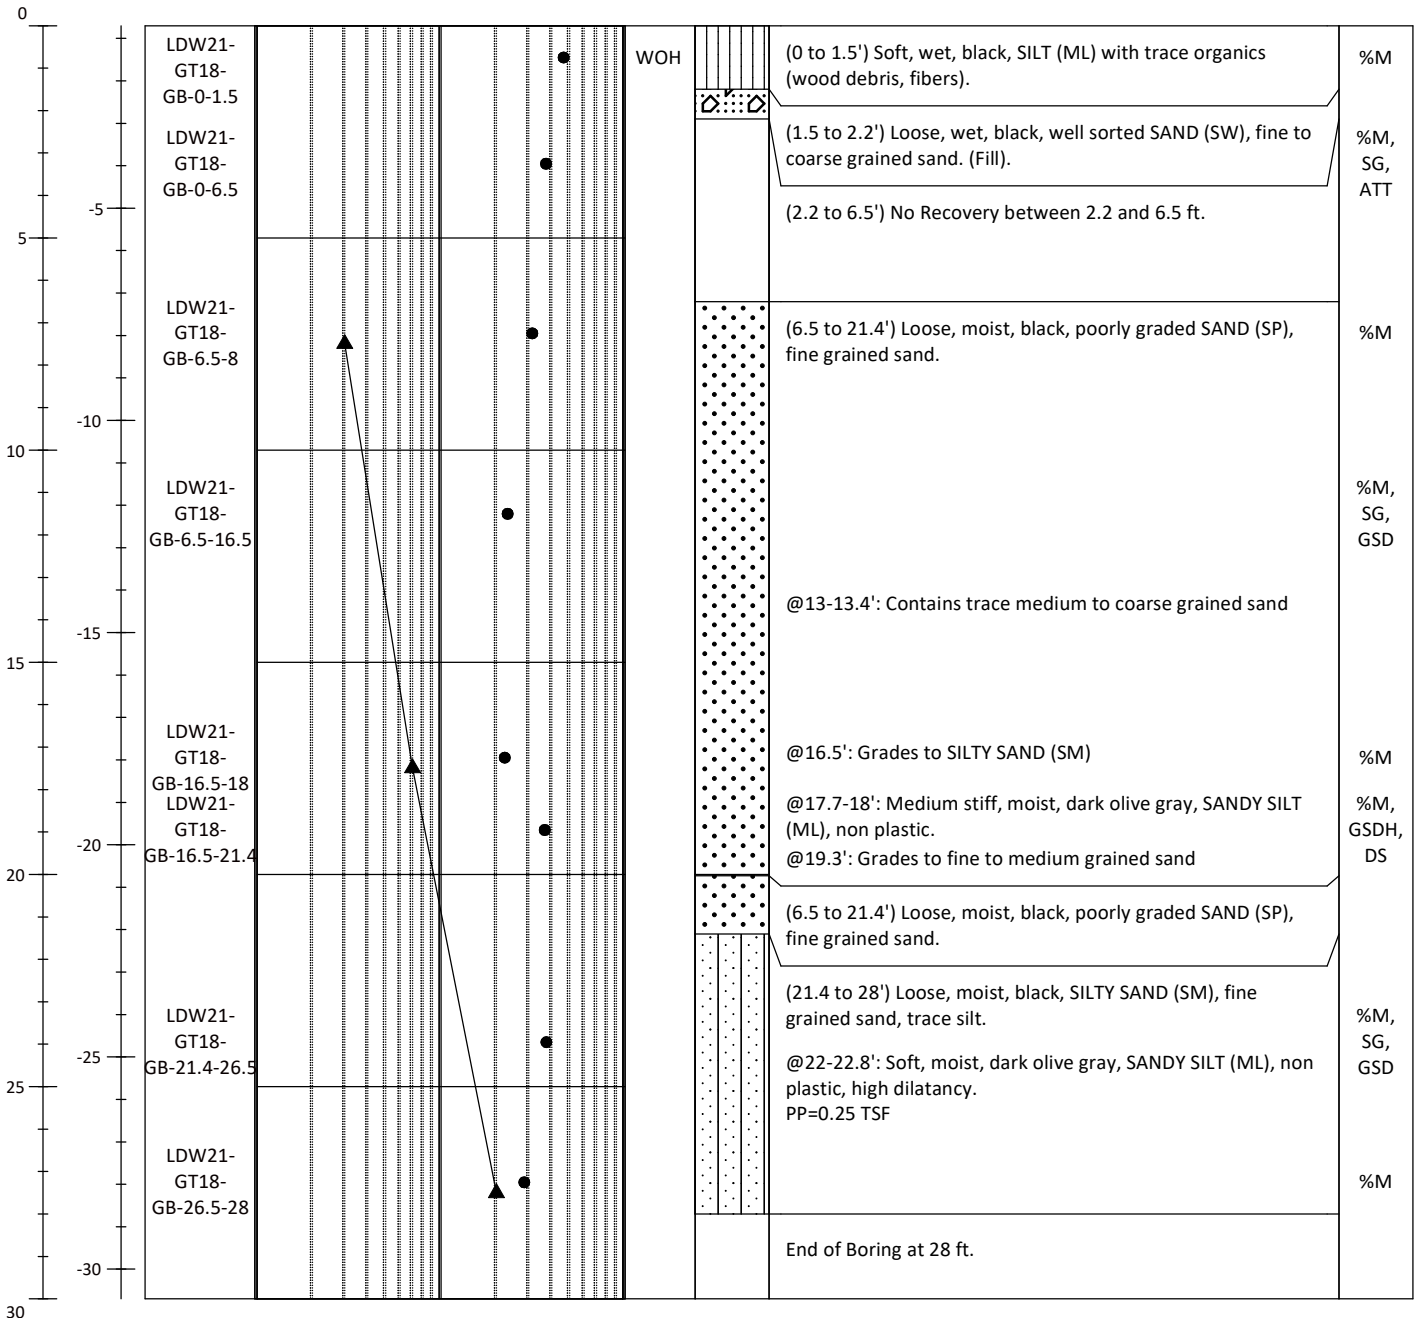 0
LDW21-
GT18-
GB-0-1.5
WOH
(0 to 1.5') Soft, wet, black, SILT (ML) with trace organics
(wood debris, fibers).
%M
LDW21-
GT18-
GB-0-6.5
(1.5 to 2.2') Loose, wet, black, well sorted SAND (SW), fine to
coarse grained sand. (Fill).
%M,
SG,
ATT
-5
(2.2 to 6.5') No Recovery between 2.2 and 6.5 ft.
5
LDW21-
GT18-
GB-6.5-8
(6.5 to 21.4') Loose, moist, black, poorly graded SAND (SP),
fine grained sand.
%M
-10
10
LDW21-
GT18-
GB-6.5-16.5
%M,
SG,
GSD
@13-13.4': Contains trace medium to coarse grained sand
-15
15
LDW21-
GT18-
GB-16.5-18
@16.5': Grades to SILTY SAND (SM)
%M
LDW21-
GT18-
GB-16.5-21.4
@17.7-18': Medium stiff, moist, dark olive gray, SANDY SILT
(ML), non plastic.
%M,
GSDH,
DS
-20
@19.3': Grades to fine to medium grained sand
20
(6.5 to 21.4') Loose, moist, black, poorly graded SAND (SP),
fine grained sand.
(21.4 to 28') Loose, moist, black, SILTY SAND (SM), fine
grained sand, trace silt.
LDW21-
GT18-
GB-21.4-26.5
%M,
SG,
GSD
-25
@22-22.8': Soft, moist, dark olive gray, SANDY SILT (ML), non
plastic, high dilatancy.
PP=0.25 TSF
25
LDW21-
GT18-
GB-26.5-28
%M
End of Boring at 28 ft.
-30
30